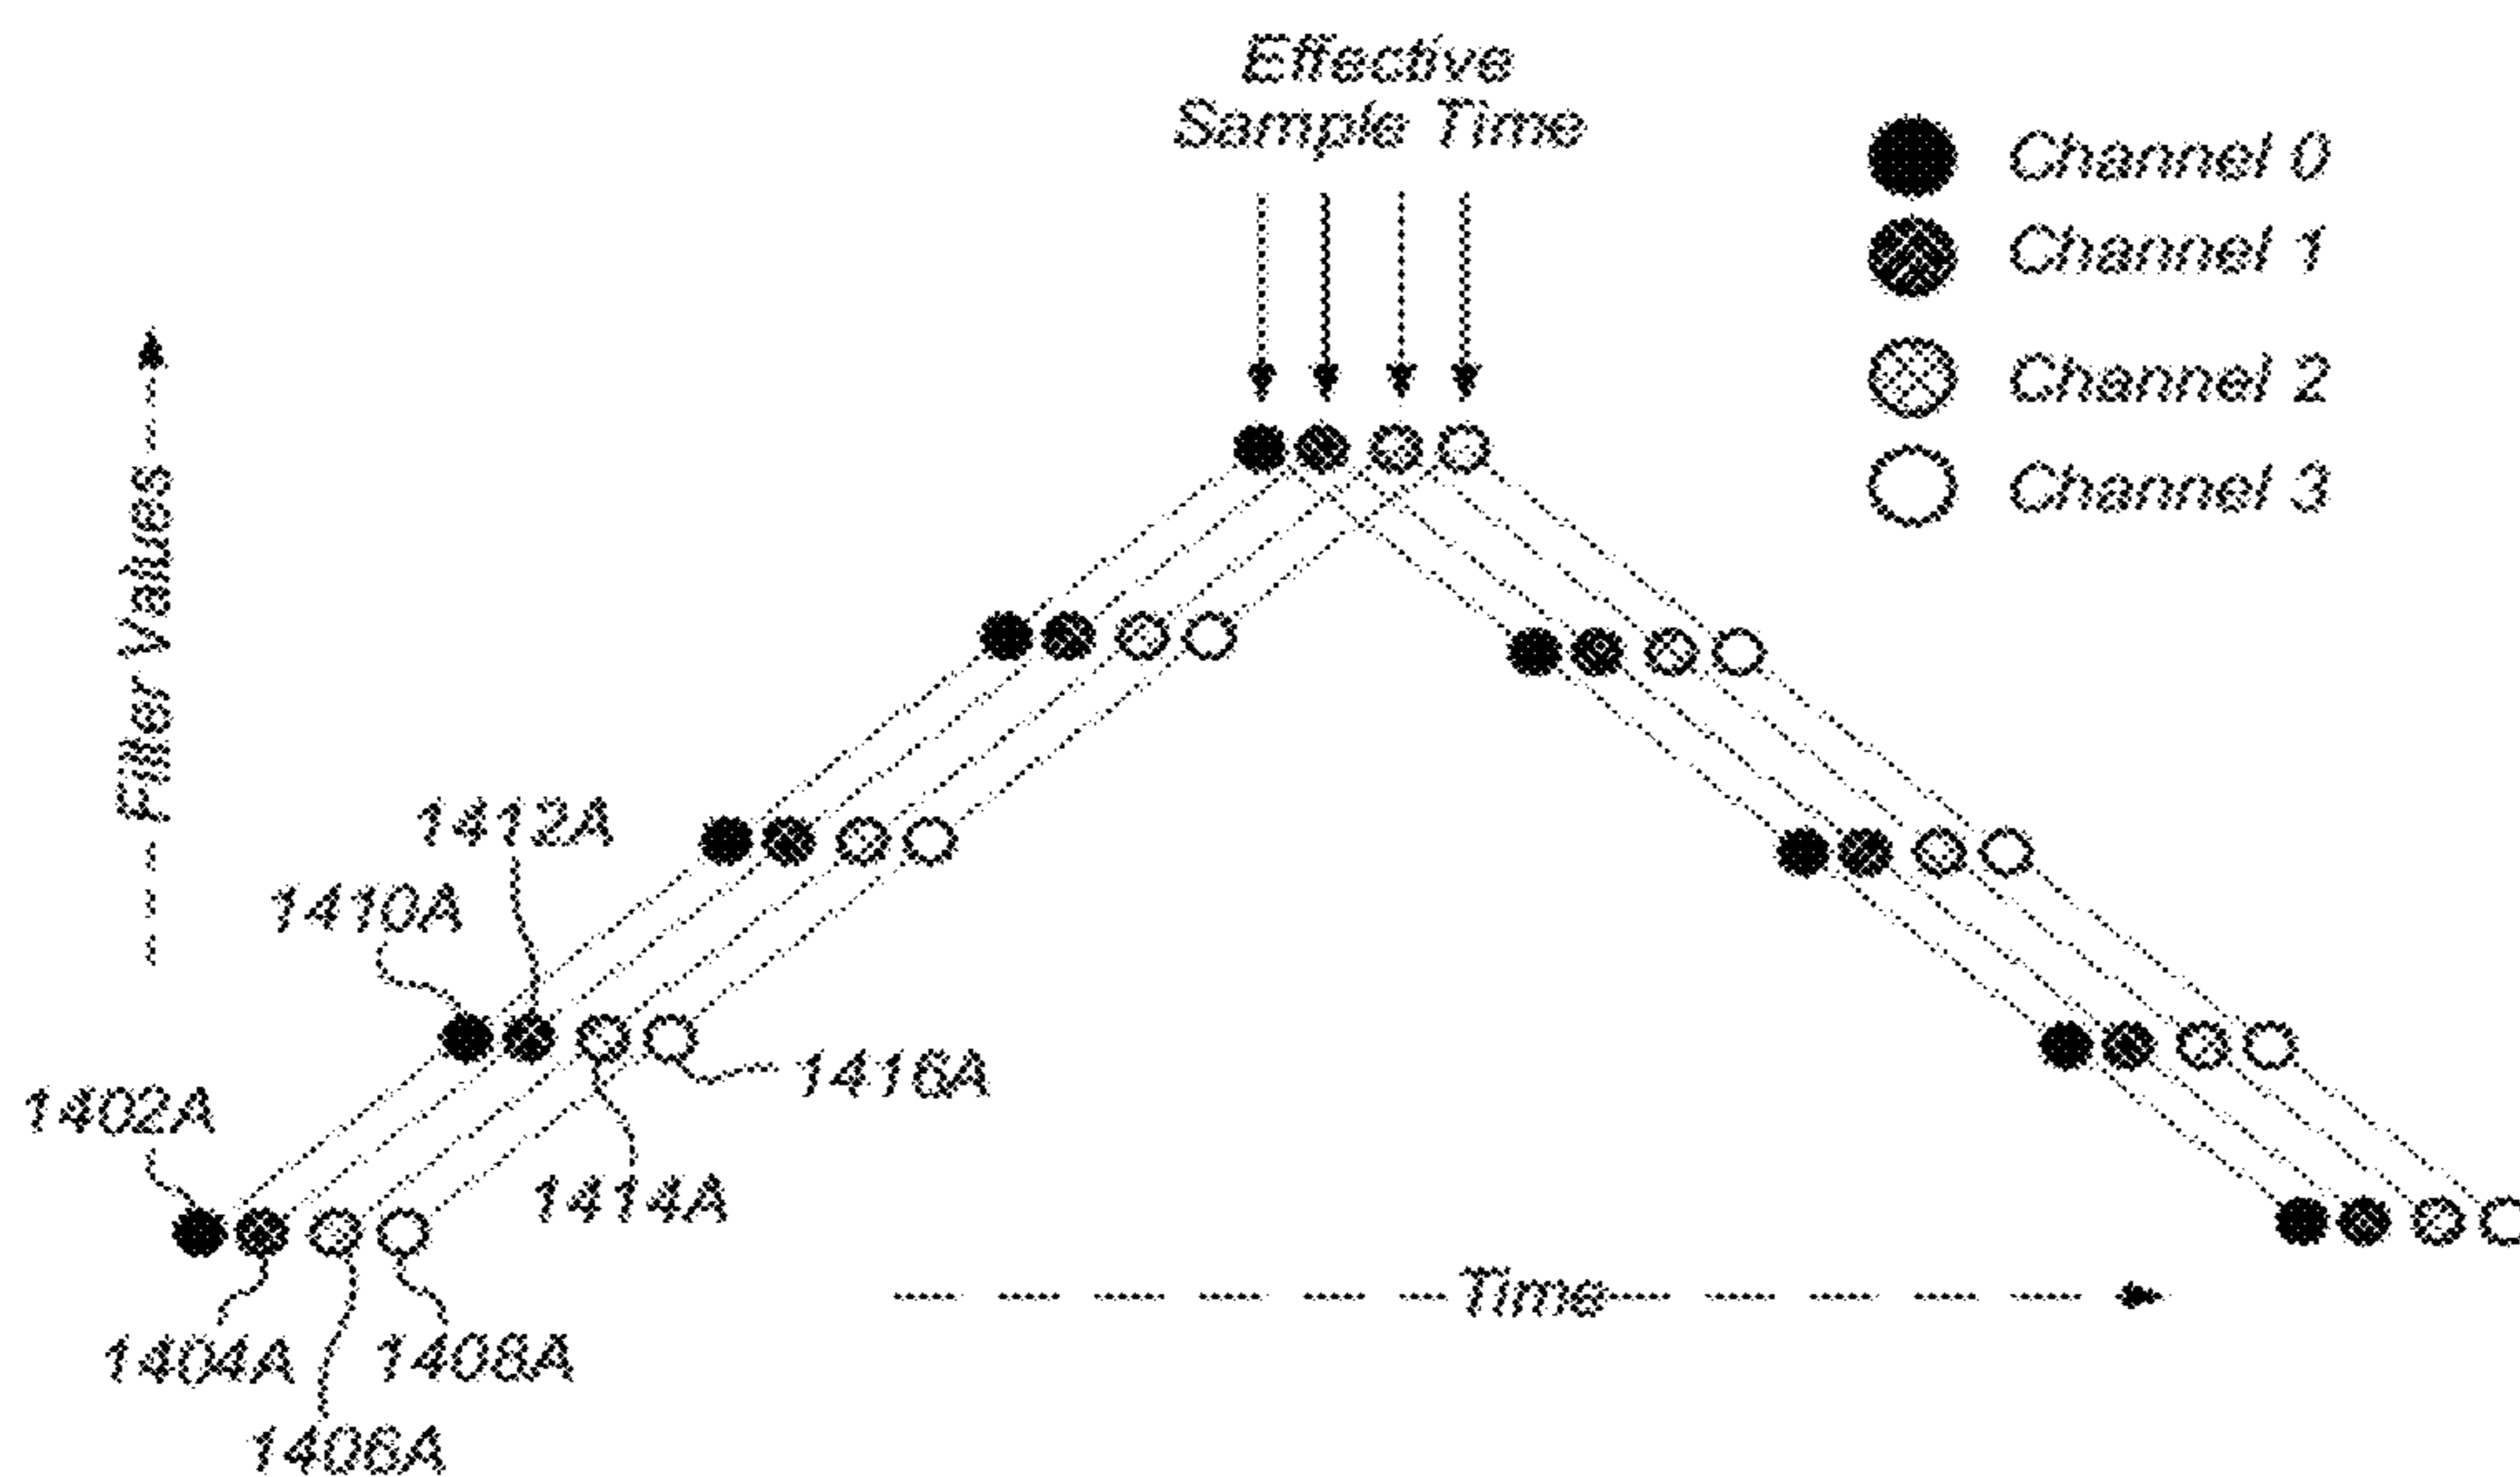 Effective
Sample Time
Channel 0
Channel 1
Channel 2
Channel 3
Filter Values
1412A
1410A
1416A
1402A
1414A
Time
1404A
1408A
1406A